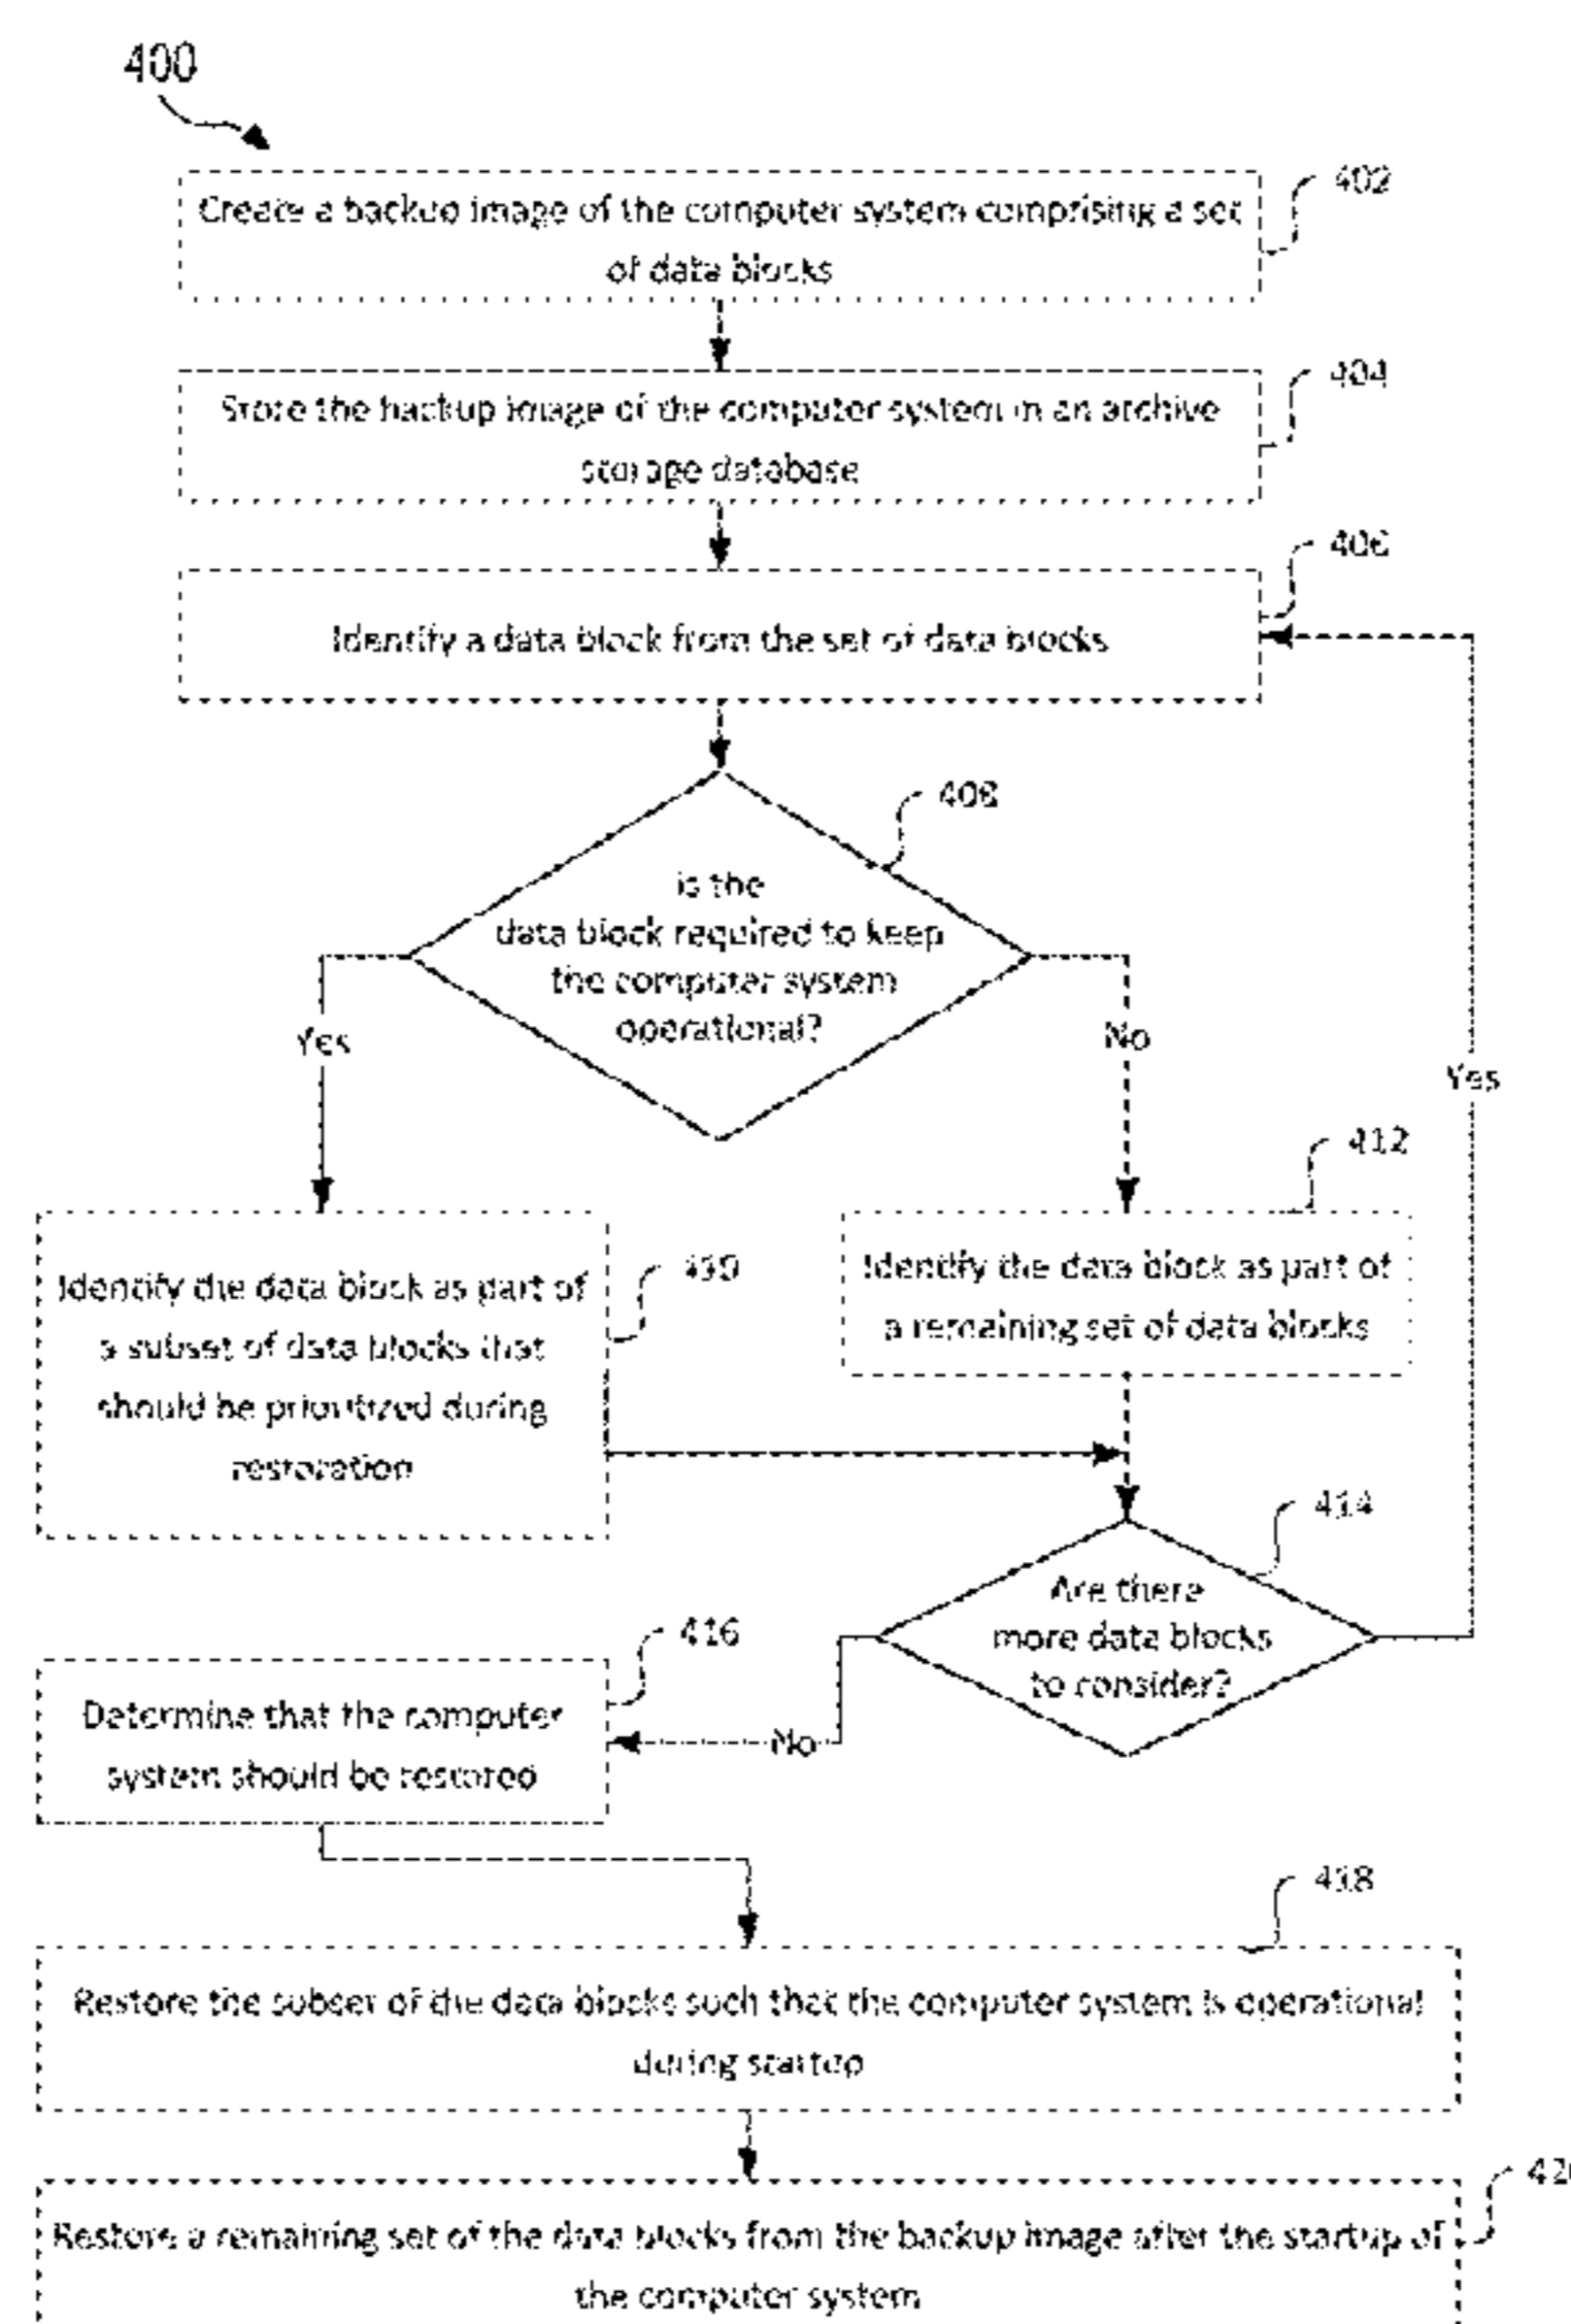 400
402
Create a backup image of the computer system comprising a set
of data blocks
404
Store the backup image of the computer system in an archive
storage database
406
Identify a data block from the set of data blocks
408
is the
data block required to keep
the computer system
operational?
Yes
No
Yes
412
410
Identify the data block as part of
a subset of data blocks that
should be prioritized during
restoration
Identify the data block as part of
a remaining set of data blocks
414
Are there
more data blocks
to consider?
416
Determine that the computer
system should be restored
No
418
Restore the subset of the data blocks such that the computer system is operational
during startup
Restore a remaining set of the data blocks from the backup image after the startup of
the computer system